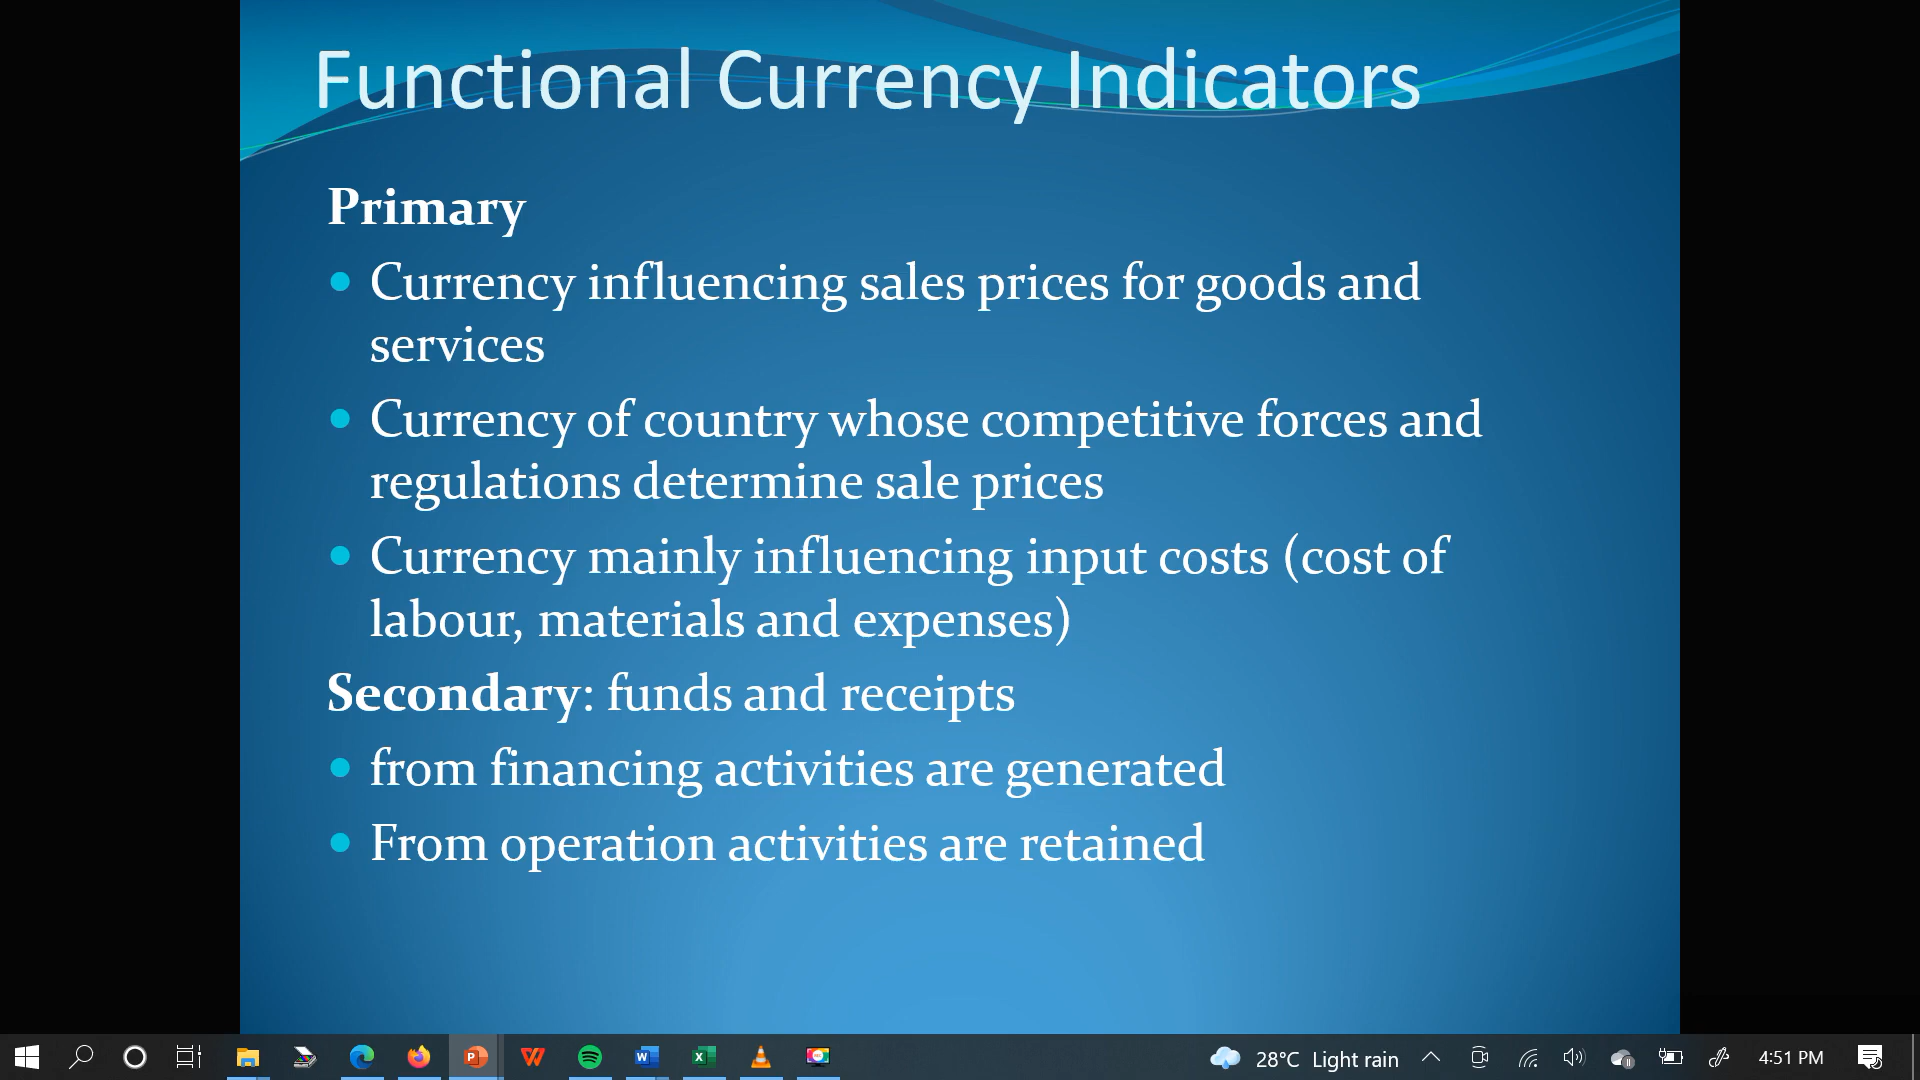 Functional Currency Indicators
Primary
Currency influencing sales prices for goods and
services
Currency of country whose competitive forces and
regulations determine sale prices
Currency mainly influencing input costs (cost of
labour, materials and expenses)
Secondary: funds and receipts
from financing activities are generated
From operation activities are retained
28°C Light rain 4:51 PM